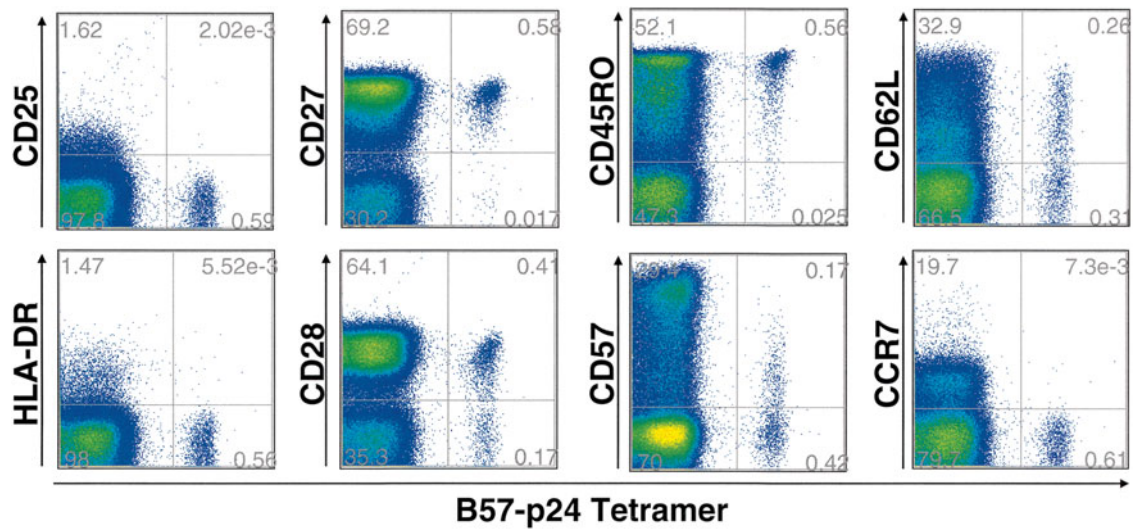 1.62 2.02e-3
CD25
97.8 0.59
69.2 0.58
CD27
30.2 0.017
52.1 0.56
CD45RO
47.3 0.025
32.9 0.26
CD62L
66.5 0.31
1.47 5.52e-3
HLA-DR
98 0.56
64.1 0.41
CD28
35.3 0.17
0.17
CD57
70 0.42
19.7 7.3e-3
CCR7
79.7 0.61
B57-p24 Tetramer